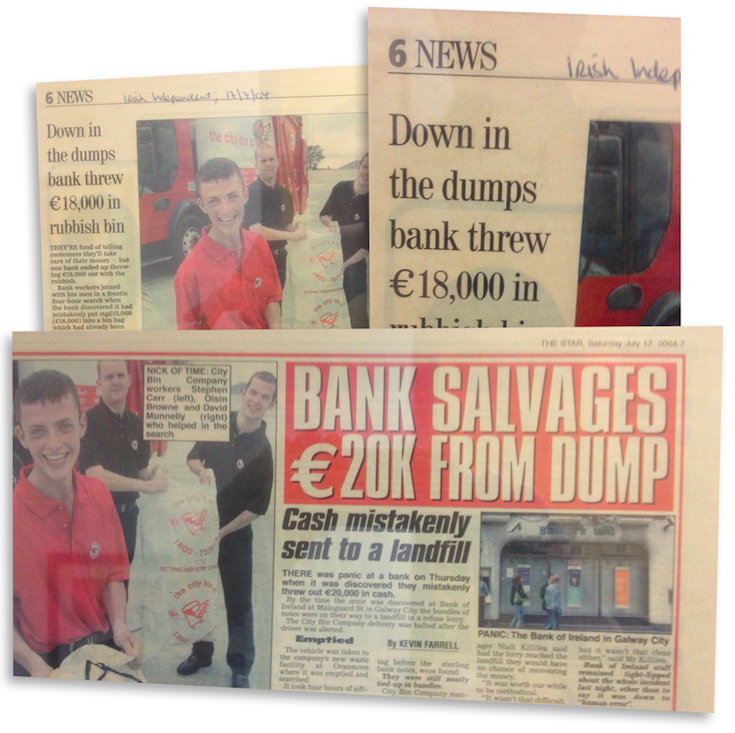 6 NEWS
Irish Independent, 17/7/04
Down in
the dumps
bank threw
€18,000 in
rubbish bin
THEY'RE fond of telling
customers they'll take
care of their money – but
one bank ended up throw-
ing €18,000 out with the
rubbish.
Bank workers joined
with bin men in a frantic
four-hour search when
the bank discovered it had
mistakenly put stg£12,000
(€18,000) into a bin bag
which had already been
the city bin
6 NEWS
Irish Indep
Down in
the dumps
bank threw
€18,000 in
THE STAR, Saturday July 17 2004 7
NICK OF TIME: City
Bin Company
workers Stephen
Carr (left), Oisin
Browne and David
Munnelly (right)
who helped in the
search
the city
1800-
the city bin
BANK SALVAGES
€20K FROM DUMP
Cash mistakenly
sent to a landfill
THERE was panic at a bank on Thursday
when it was discovered they mistakenly
threw out €20,000 in cash.
By the time the error was discovered at Bank of
Ireland at Mainguard St in Galway City the bundles of
notes were on their way to a landfill in a refuse lorry.
The City Bin Company delivery was halted after the
driver was alerted.
Emptied
The vehicle was taken to
the company's new waste
facility at Oranmore
where it was emptied and
searched.
It took four hours of sift-
By KEVIN FARRELL
ing before the sterling
bank notes, were found.
They were still neatly
tied-up in bundles.
City Bin Company man-
PANIC: The Bank of Ireland in Galway City
ager Niall Killilea said
had the lorry reached the
landfill they would have
no chance of recovering
the money.
"It was worth our while
to be methodical.
"It wasn't that difficult,
but it wasn't that clean
either," said Mr Killilea.
Bank of Ireland staff
remained tight-lipped
about the whole incident
last night, other than to
say it was down to
"human error".